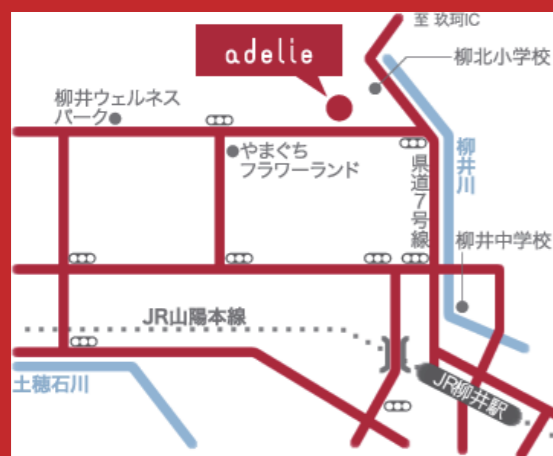 至 玖珂IC
adelie
柳北小学校
柳井ウェルネス
パーク
やまぐち
フラワーランド
県道7号線
柳井川
柳井中学校
JR山陽本線
土穂石川
JR柳井駅